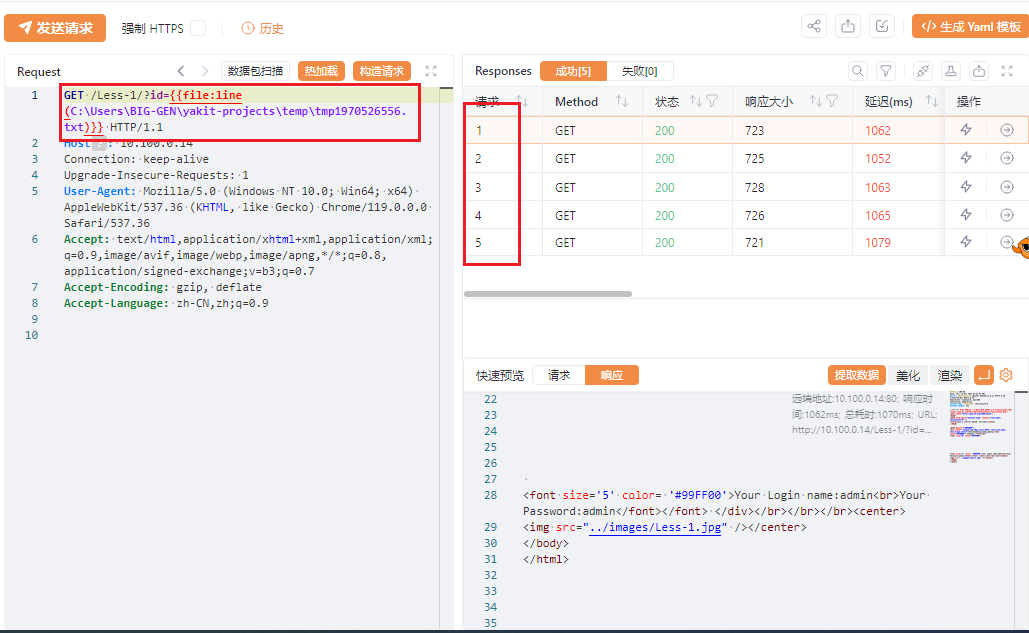 发送请求 强制 HTTPS 历史 </> 生成 Yaml 模板
Request 数据包扫描 热加载 构造请求
1 GET /Less-1/?id={{file:line
(C:\Users\BIG-GEN\yakit-projects\temp\tmp1970526556.
txt)}} HTTP/1.1
2 Host : 10.100.0.14
3 Connection: keep-alive
4 Upgrade-Insecure-Requests: 1
5 User-Agent: Mozilla/5.0 (Windows NT 10.0; Win64; x64)
AppleWebKit/537.36 (KHTML, like Gecko) Chrome/119.0.0.0
Safari/537.36
6 Accept: text/html,application/xhtml+xml,application/xml;
q=0.9,image/avif,image/webp,image/apng,*/*;q=0.8,
application/signed-exchange;v=b3;q=0.7
7 Accept-Encoding: gzip, deflate
8 Accept-Language: zh-CN,zh;q=0.9
9
10
Responses 成功[5] 失败[0]
请求 Method 状态 响应大小 延迟(ms) 操作
1 GET 200 723 1062
2 GET 200 725 1052
3 GET 200 728 1063
4 GET 200 726 1065
5 GET 200 721 1079
快速预览 请求 响应 提取数据 美化 渲染
远端地址:10.100.0.14:80; 响应时
间:1062ms; 总耗时:1070ms; URL:
http://10.100.0.14/Less-1/?id=...
22
23
24
25
26
27
28 <font size='5' color= '#99FF00'>Your Login name:admin<br>Your
Password:admin</font></font> </div></br></br></br><center>
29 <img src="../images/Less-1.jpg" /></center>
30 </body>
31 </html>
32
33
34
35